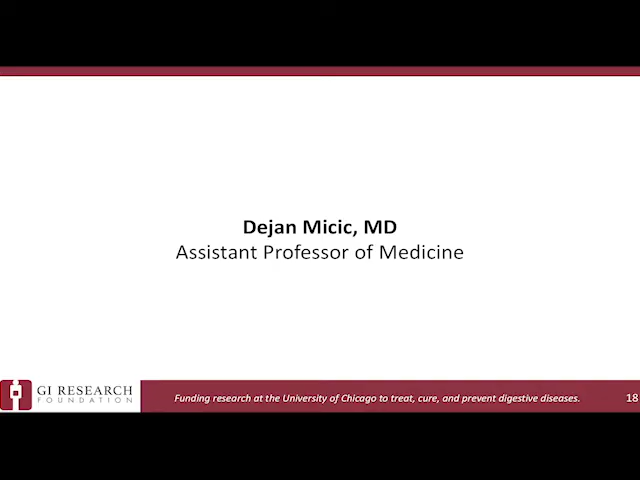 Dejan Micic, MD
Assistant Professor of Medicine
GI RESEARCH
FOUNDATION
Funding research at the University of Chicago to treat, cure, and prevent digestive diseases.
18